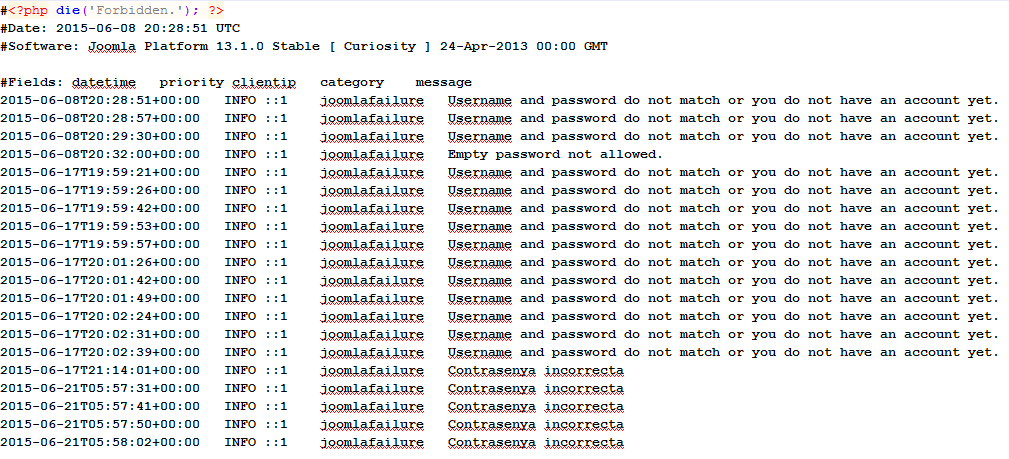 #<?php die('Forbidden.'); ?>
#Date: 2015-06-08 20:28:51 UTC
#Software: Joomla Platform 13.1.0 Stable [ Curiosity ] 24-Apr-2013 00:00 GMT
#Fields: datetime priority clientip category message
2015-06-08T20:28:51+00:00 INFO ::1 joomlafailure Username and password do not match or you do not have an account yet.
2015-06-08T20:28:57+00:00 INFO ::1 joomlafailure Username and password do not match or you do not have an account yet.
2015-06-08T20:29:30+00:00 INFO ::1 joomlafailure Username and password do not match or you do not have an account yet.
2015-06-08T20:32:00+00:00 INFO ::1 joomlafailure Empty password not allowed.
2015-06-17T19:59:21+00:00 INFO ::1 joomlafailure Username and password do not match or you do not have an account yet.
2015-06-17T19:59:26+00:00 INFO ::1 joomlafailure Username and password do not match or you do not have an account yet.
2015-06-17T19:59:42+00:00 INFO ::1 joomlafailure Username and password do not match or you do not have an account yet.
2015-06-17T19:59:53+00:00 INFO ::1 joomlafailure Username and password do not match or you do not have an account yet.
2015-06-17T19:59:57+00:00 INFO ::1 joomlafailure Username and password do not match or you do not have an account yet.
2015-06-17T20:01:26+00:00 INFO ::1 joomlafailure Username and password do not match or you do not have an account yet.
2015-06-17T20:01:42+00:00 INFO ::1 joomlafailure Username and password do not match or you do not have an account yet.
2015-06-17T20:01:49+00:00 INFO ::1 joomlafailure Username and password do not match or you do not have an account yet.
2015-06-17T20:02:24+00:00 INFO ::1 joomlafailure Username and password do not match or you do not have an account yet.
2015-06-17T20:02:31+00:00 INFO ::1 joomlafailure Username and password do not match or you do not have an account yet.
2015-06-17T20:02:39+00:00 INFO ::1 joomlafailure Username and password do not match or you do not have an account yet.
2015-06-17T21:14:01+00:00 INFO ::1 joomlafailure Contrasenya incorrecta
2015-06-21T05:57:31+00:00 INFO ::1 joomlafailure Contrasenya incorrecta
2015-06-21T05:57:41+00:00 INFO ::1 joomlafailure Contrasenya incorrecta
2015-06-21T05:57:50+00:00 INFO ::1 joomlafailure Contrasenya incorrecta
2015-06-21T05:58:02+00:00 INFO ::1 joomlafailure Contrasenya incorrecta